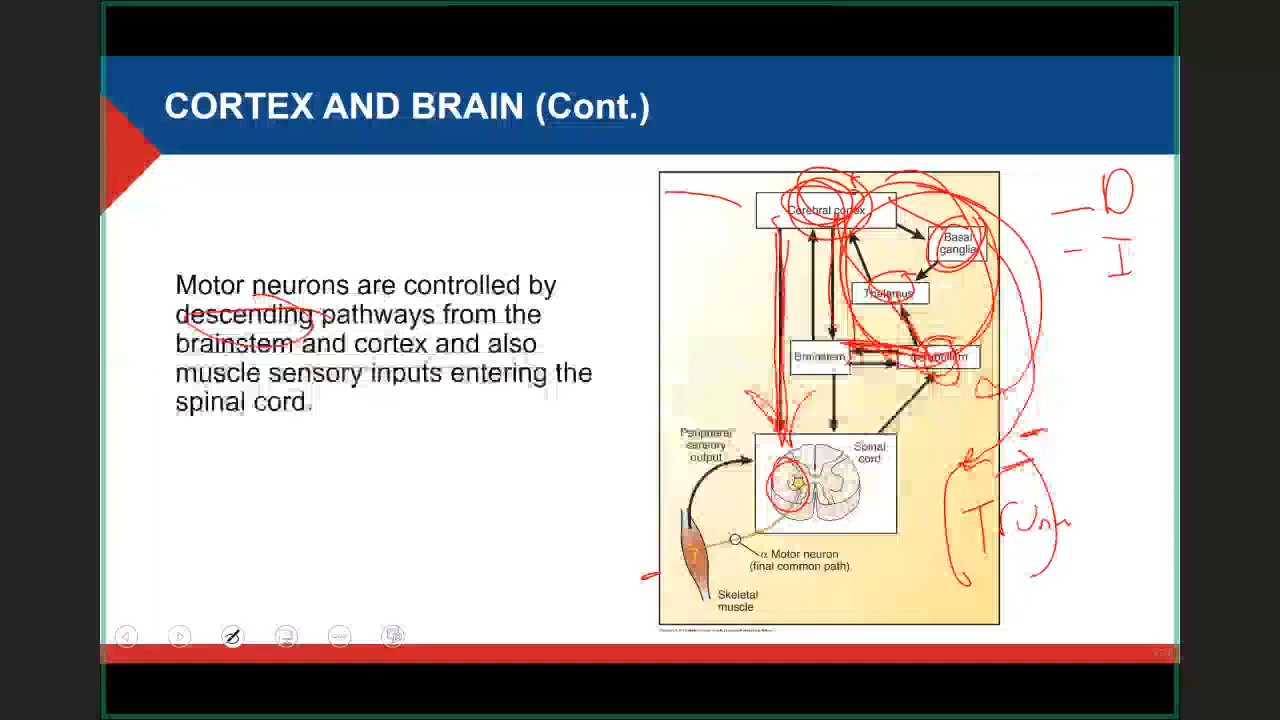 CORTEX AND BRAIN (Cont.)
Motor neurons are controlled by
descending pathways from the
brainstem and cortex and also
muscle sensory inputs entering the
spinal cord.
Cerebral cortex
Basal
ganglia
Thalamus
Brainstem
Cerebellum
Peripheral
sensory
output
Spinal
cord
α Motor neuron
(final common path)
Skeletal
muscle
- D
- I